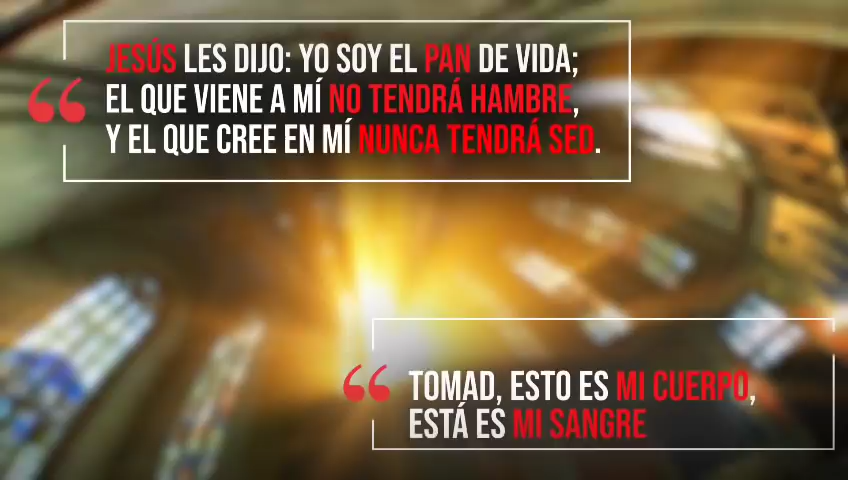 JESÚS LES DIJO: YO SOY EL PAN DE VIDA;
EL QUE VIENE A MÍ NO TENDRÁ HAMBRE,
Y EL QUE CREE EN MÍ NUNCA TENDRÁ SED.
TOMAD, ESTO ES MI CUERPO,
ESTÁ ES MI SANGRE